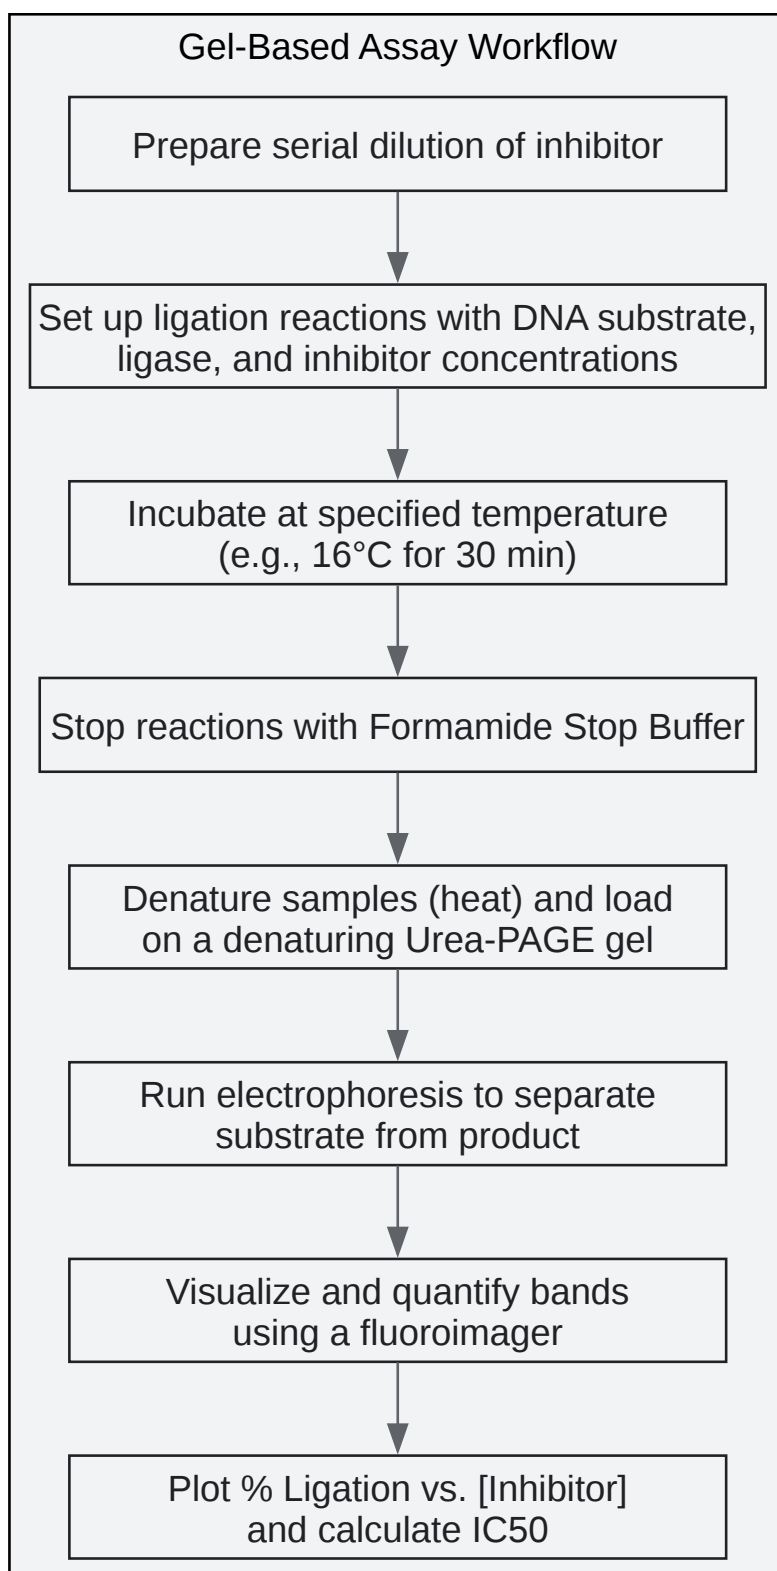 Gel-Based Assay Workflow
Prepare serial dilution of inhibitor
Set up ligation reactions with DNA substrate,
ligase, and inhibitor concentrations
Incubate at specified temperature
(e.g., 16°C for 30 min)
Stop reactions with Formamide Stop Buffer
Denature samples (heat) and load
on a denaturing Urea-PAGE gel
Run electrophoresis to separate
substrate from product
Visualize and quantify bands
using a fluoroimager
Plot % Ligation vs. [Inhibitor]
and calculate IC50